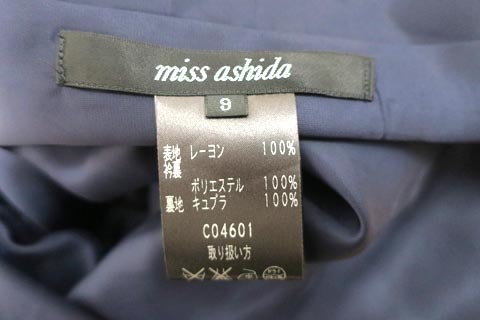 miss ashida
9
表地 レーヨン 100%
衿裏
ポリエステル 100%
裏地 キュプラ 100%
C04601
取り扱い方